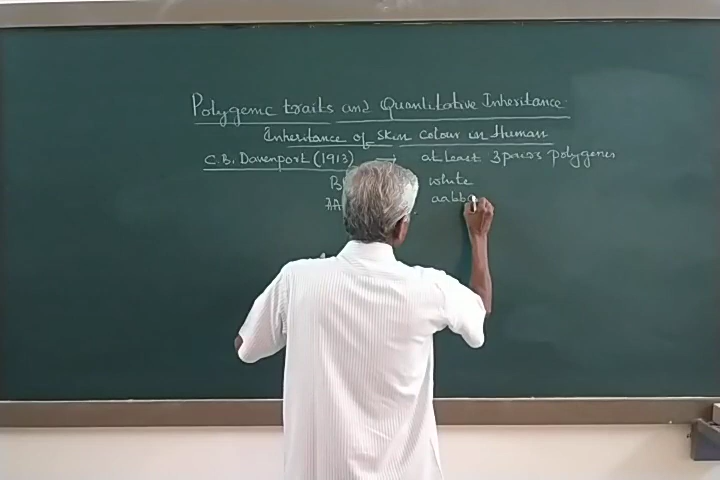 Polygenic traits and Quantitative Inheritance.
Inheritance of Skin colour in Human
C.B. Davenport (1913) → at least 3 pairs polygenes
white
AA aabb